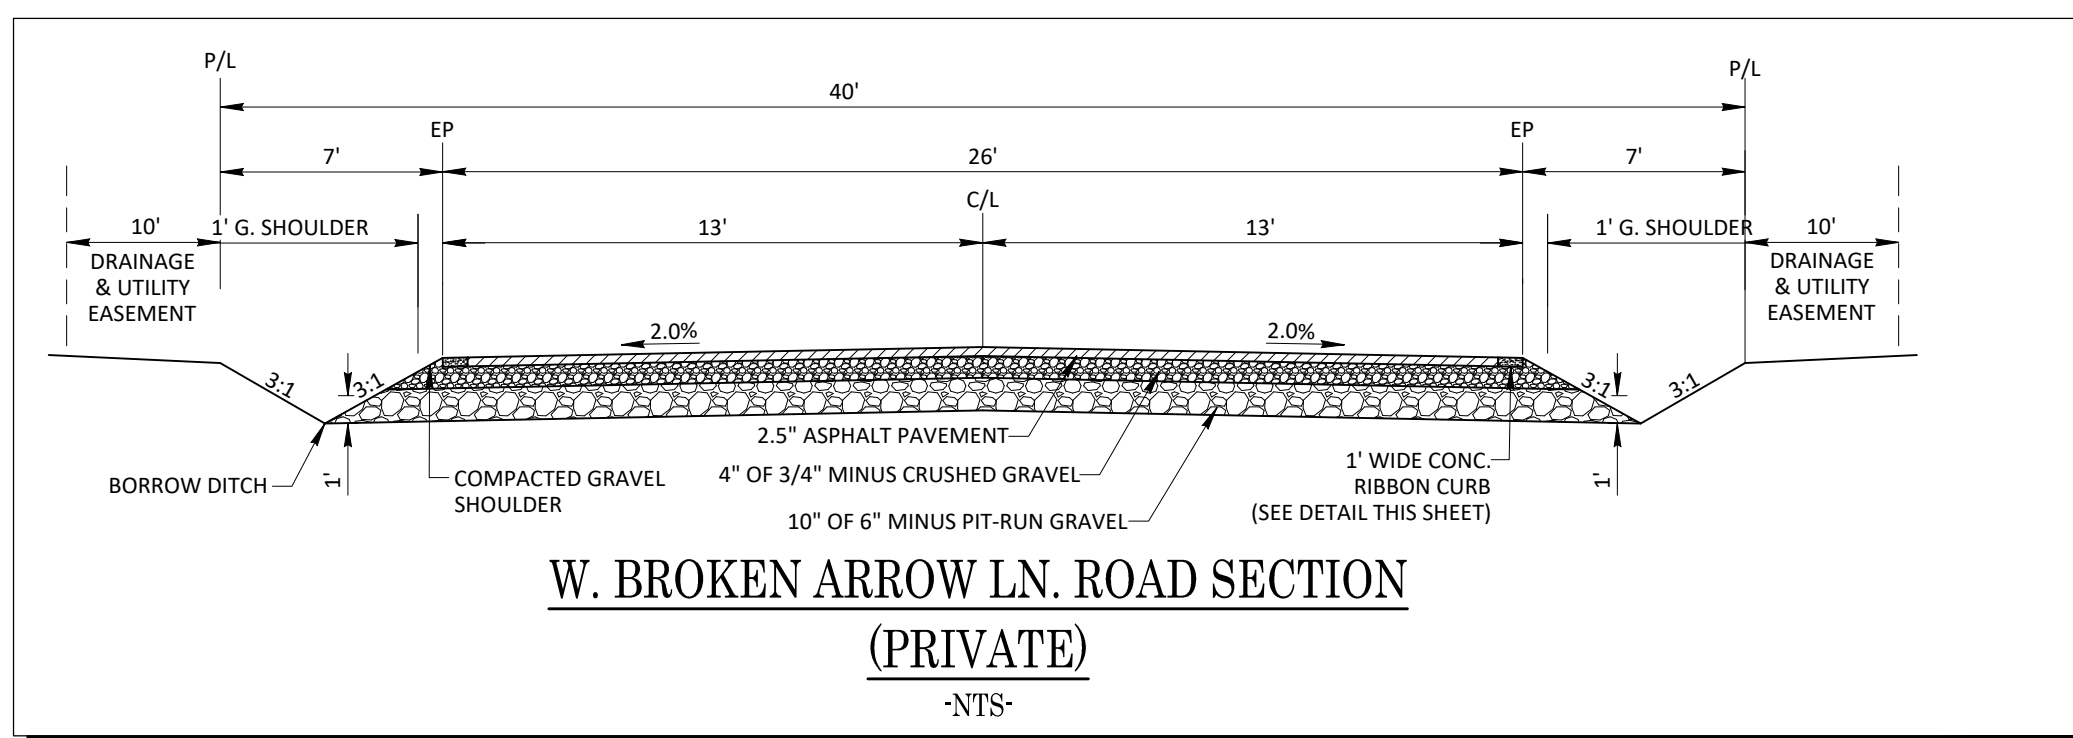 P/L
P/L
40'
EP
EP
7'
26'
7'
C/L
10'
1' G. SHOULDER
13'
13'
1' G. SHOULDER
10'
DRAINAGE
& UTILITY
EASEMENT
DRAINAGE
& UTILITY
EASEMENT
2.0%
2.0%
3:1
3:1
3:1
3:1
2.5" ASPHALT PAVEMENT
4" OF 3/4" MINUS CRUSHED GRAVEL
10" OF 6" MINUS PIT-RUN GRAVEL
BORROW DITCH
1'
COMPACTED GRAVEL
SHOULDER
1' WIDE CONC.
RIBBON CURB
(SEE DETAIL THIS SHEET)
1'
W. BROKEN ARROW LN. ROAD SECTION
(PRIVATE)
-NTS-